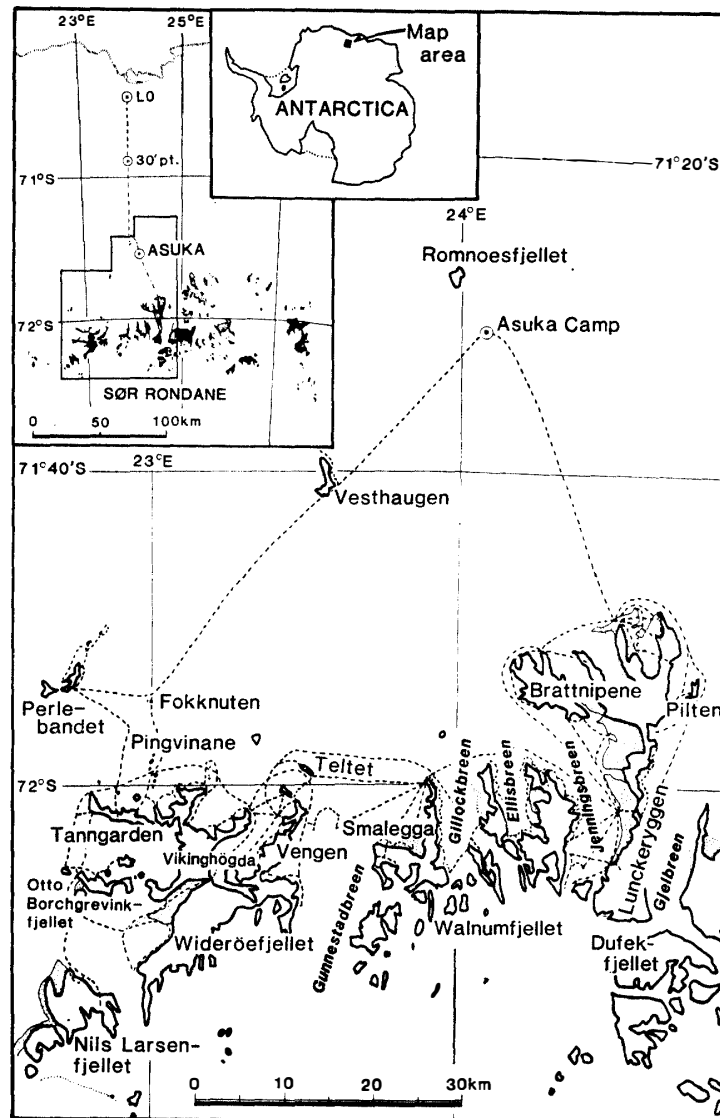 23°E
25°E
L0
30'pt.
71°S
ASUKA
72°S
SØR RONDANE
0 50 100km
Map
area
ANTARCTICA
71°20'S
24°E
Romnoesfjellet
Asuka Camp
71°40'S
23°E
Vesthaugen
Perle-
bandet
Fokknuten
Brattnipene
Pilten
Pingvinane
72°S
Teltet
Gillockbreen
Ellisbreen
Jenningsbreen
Tanngarden
Smalegga
Vikinghögda
Vengen
Lunckeryggen
Gjelbreen
Otto
Borchgrevink-
fjellet
Gunnestadbreen
Wideröefjellet
Walnumfjellet
Dufek-
fjellet
Nils Larsen-
fjellet
0 10 20 30km